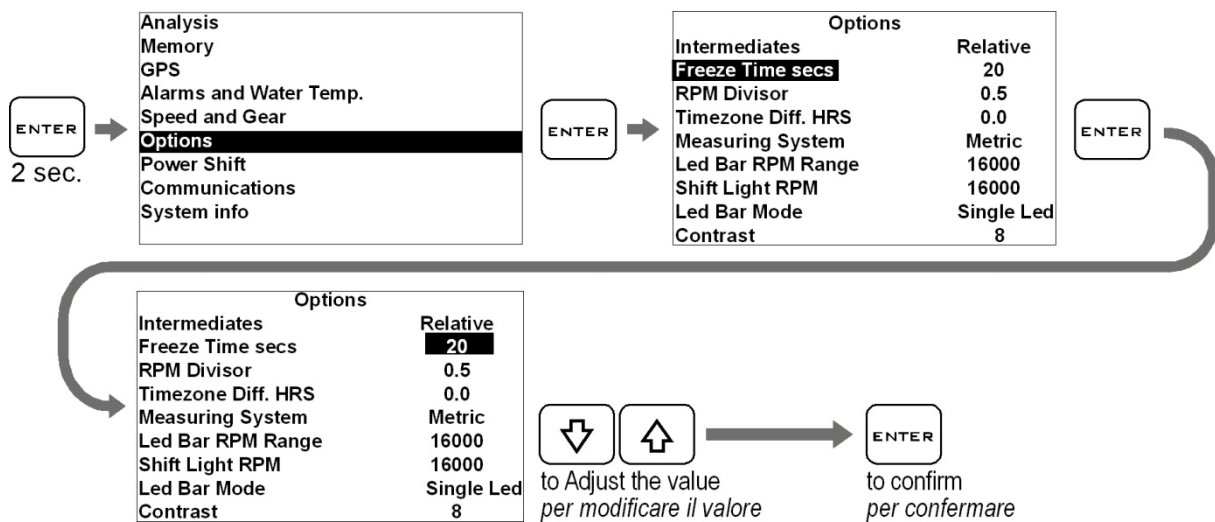 ENTER
2 sec.
Analysis
Memory
GPS
Alarms and Water Temp.
Speed and Gear
Options
Power Shift
Communications
System info
ENTER
Options
Intermediates Relative
Freeze Time secs 20
RPM Divisor 0.5
Timezone Diff. HRS 0.0
Measuring System Metric
Led Bar RPM Range 16000
Shift Light RPM 16000
Led Bar Mode Single Led
Contrast 8
ENTER
Options
Intermediates Relative
Freeze Time secs 20
RPM Divisor 0.5
Timezone Diff. HRS 0.0
Measuring System Metric
Led Bar RPM Range 16000
Shift Light RPM 16000
Led Bar Mode Single Led
Contrast 8
to Adjust the value
per modificare il valore
ENTER
to confirm
per confermare